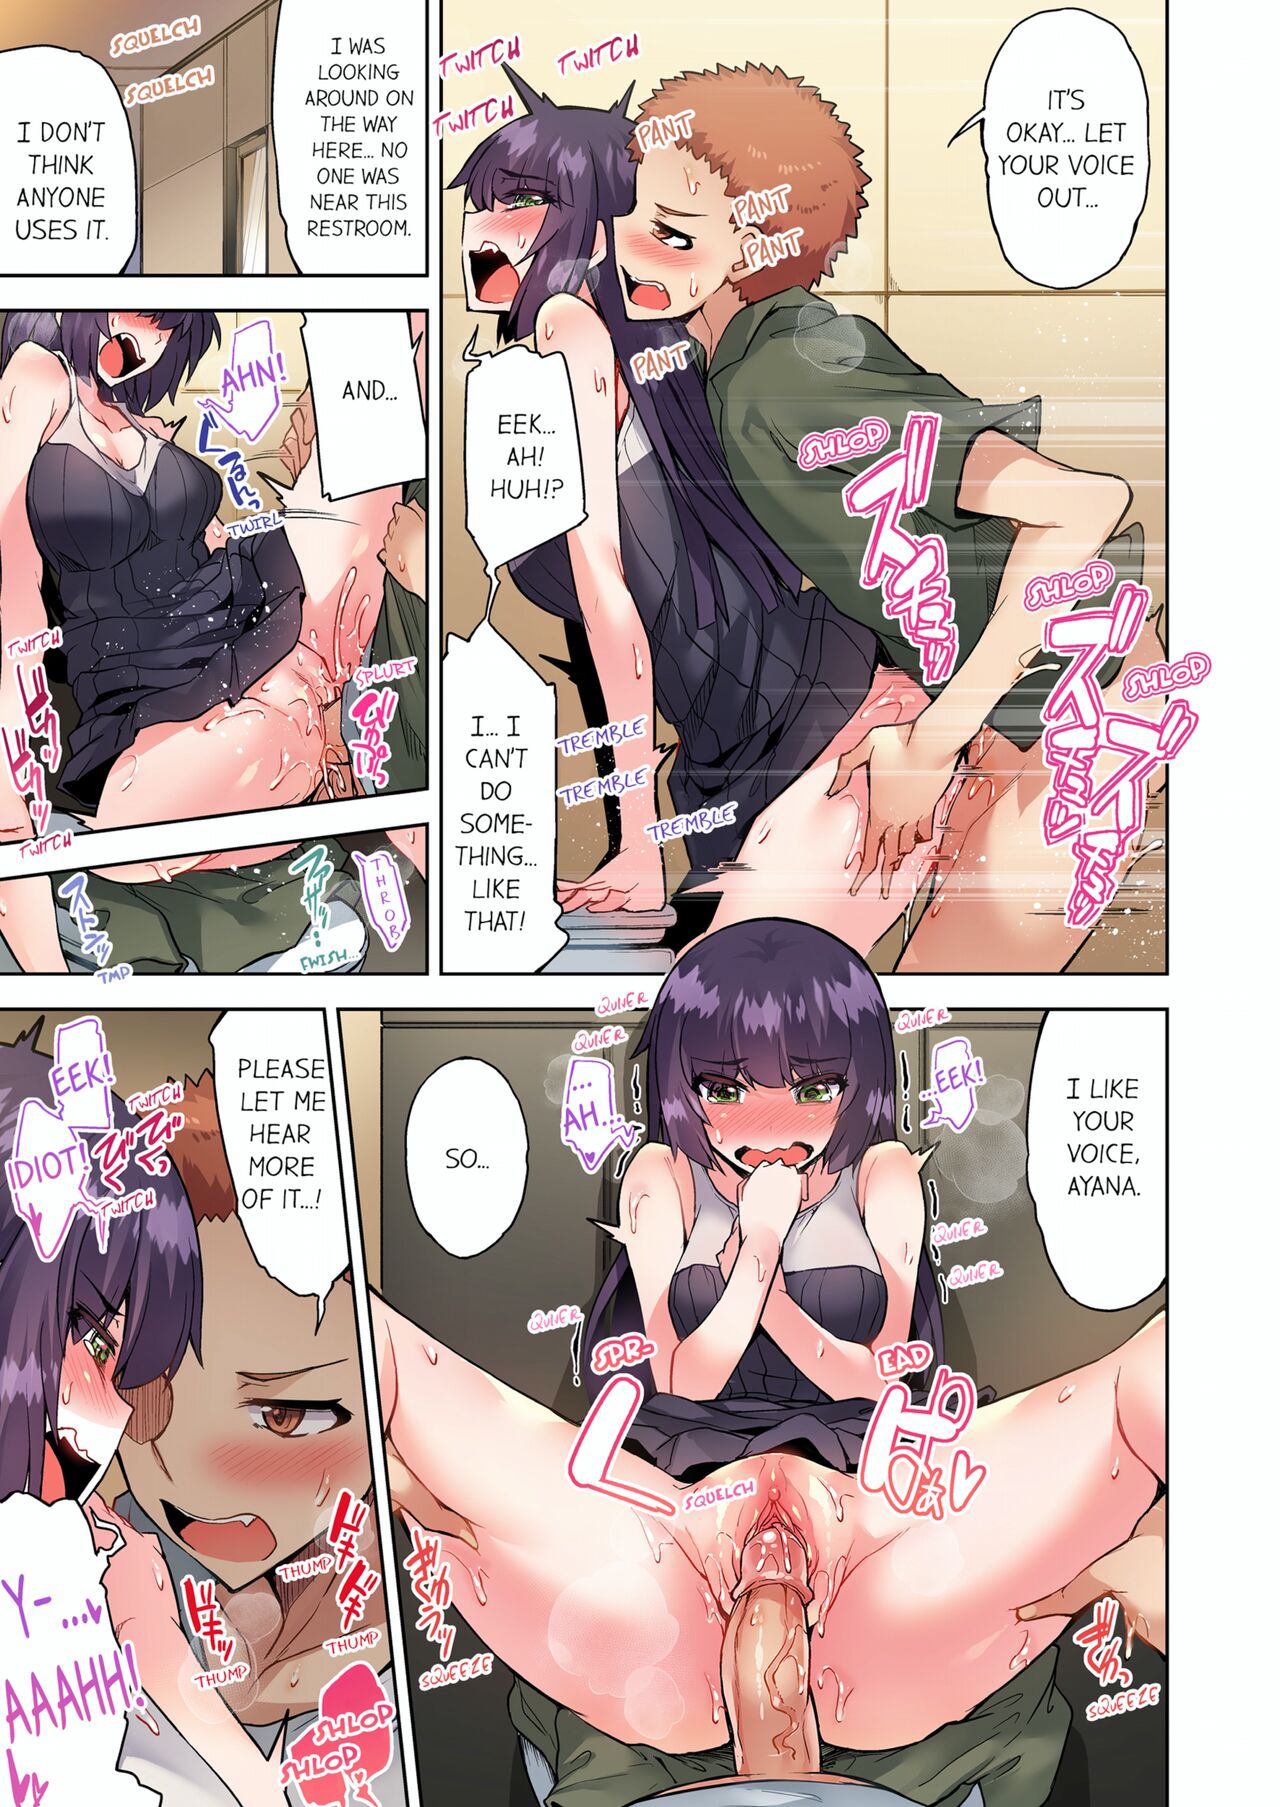 IT'S
OKAY... LET
YOUR VOICE
OUT...
TWITCH
TWITCH
TWITCH
PANT
PANT
PANT
PANT
EEK...
AH!
HUH!?
I... I
CAN'T
DO
SOME-
THING...
LIKE
THAT!
SHLOP
SHLOP
SHLOP
TREMBLE
TREMBLE
TREMBLE
I WAS
LOOKING
AROUND ON
THE WAY
HERE... NO
ONE WAS
NEAR THIS
RESTROOM.
SQUELCH
SQUELCH
I DON'T
THINK
ANYONE
USES IT.
AND...
AHN!
TWIRL
TWITCH
SPLURT
TWITCH
THROB
FWISH...
TMP
I LIKE
YOUR
VOICE,
AYANA.
QUIVER
QUIVER
QUIVER
QUIVER
...EEK!
...
AH...
QUIVER
QUIVER
QUIVER
QUIVER
SO...
SPR-
EAD
SQUELCH
SQUEEZE
SQUEEZE
PLEASE
LET ME
HEAR
MORE
OF IT...!
EEK!
IDIOT!
TWITCH
TWITCH
THUMP
THUMP
THUMP
Y-...
AAAHH!
SHLOP
SHLOP